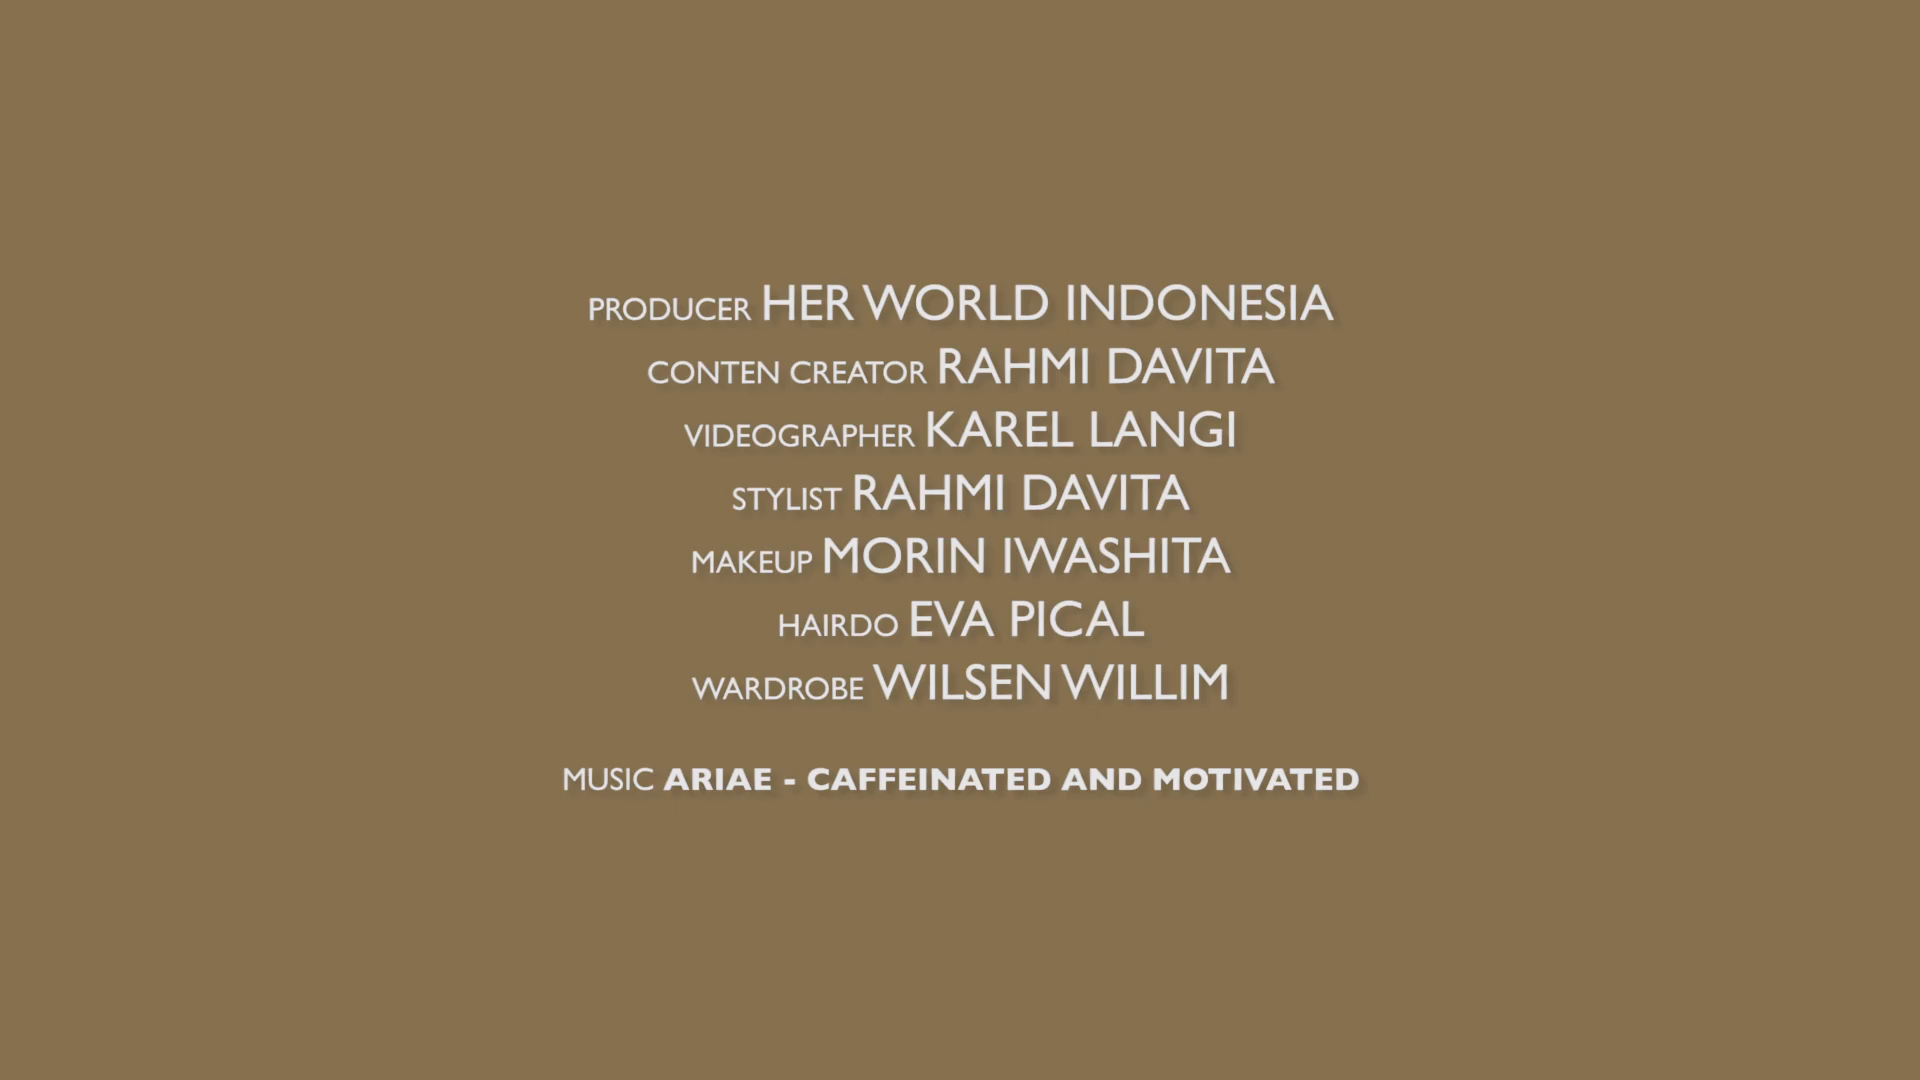 PRODUCER HER WORLD INDONESIA
CONTEN CREATOR RAHMI DAVITA
VIDEOGRAPHER KAREL LANGI
STYLIST RAHMI DAVITA
MAKEUP MORIN IWASHITA
HAIRDO EVA PICAL
WARDROBE WILSEN WILLIM
MUSIC ARIAE - CAFFEINATED AND MOTIVATED